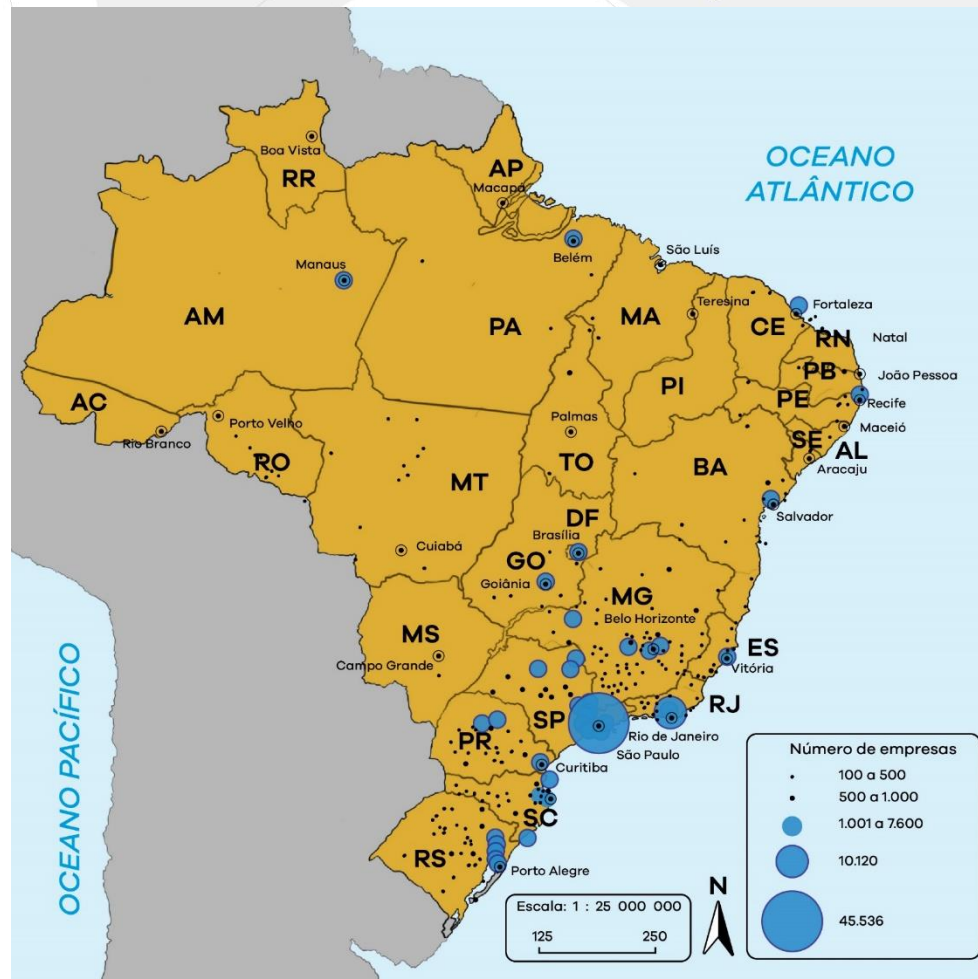 Boa Vista
RR
AP
Macapá
OCEANO
ATLÂNTICO
Manaus
Belém
São Luís
AM
PA
MA
Teresina
CE
Fortaleza
RN
Natal
PB
João Pessoa
PI
PE
Recife
AC
Rio Branco
Porto Velho
RO
Palmas
TO
SE
AL
Maceió
Aracaju
MT
BA
Salvador
Cuiabá
DF
Brasília
GO
Goiânia
MG
Belo Horizonte
MS
Campo Grande
ES
Vitória
RJ
SP
Rio de Janeiro
São Paulo
PR
Curitiba
SC
RS
Porto Alegre
OCEANO PACÍFICO
Escala: 1 : 25 000 000
125
250
N
Número de empresas
100 a 500
500 a 1.000
1.001 a 7.600
10.120
45.536